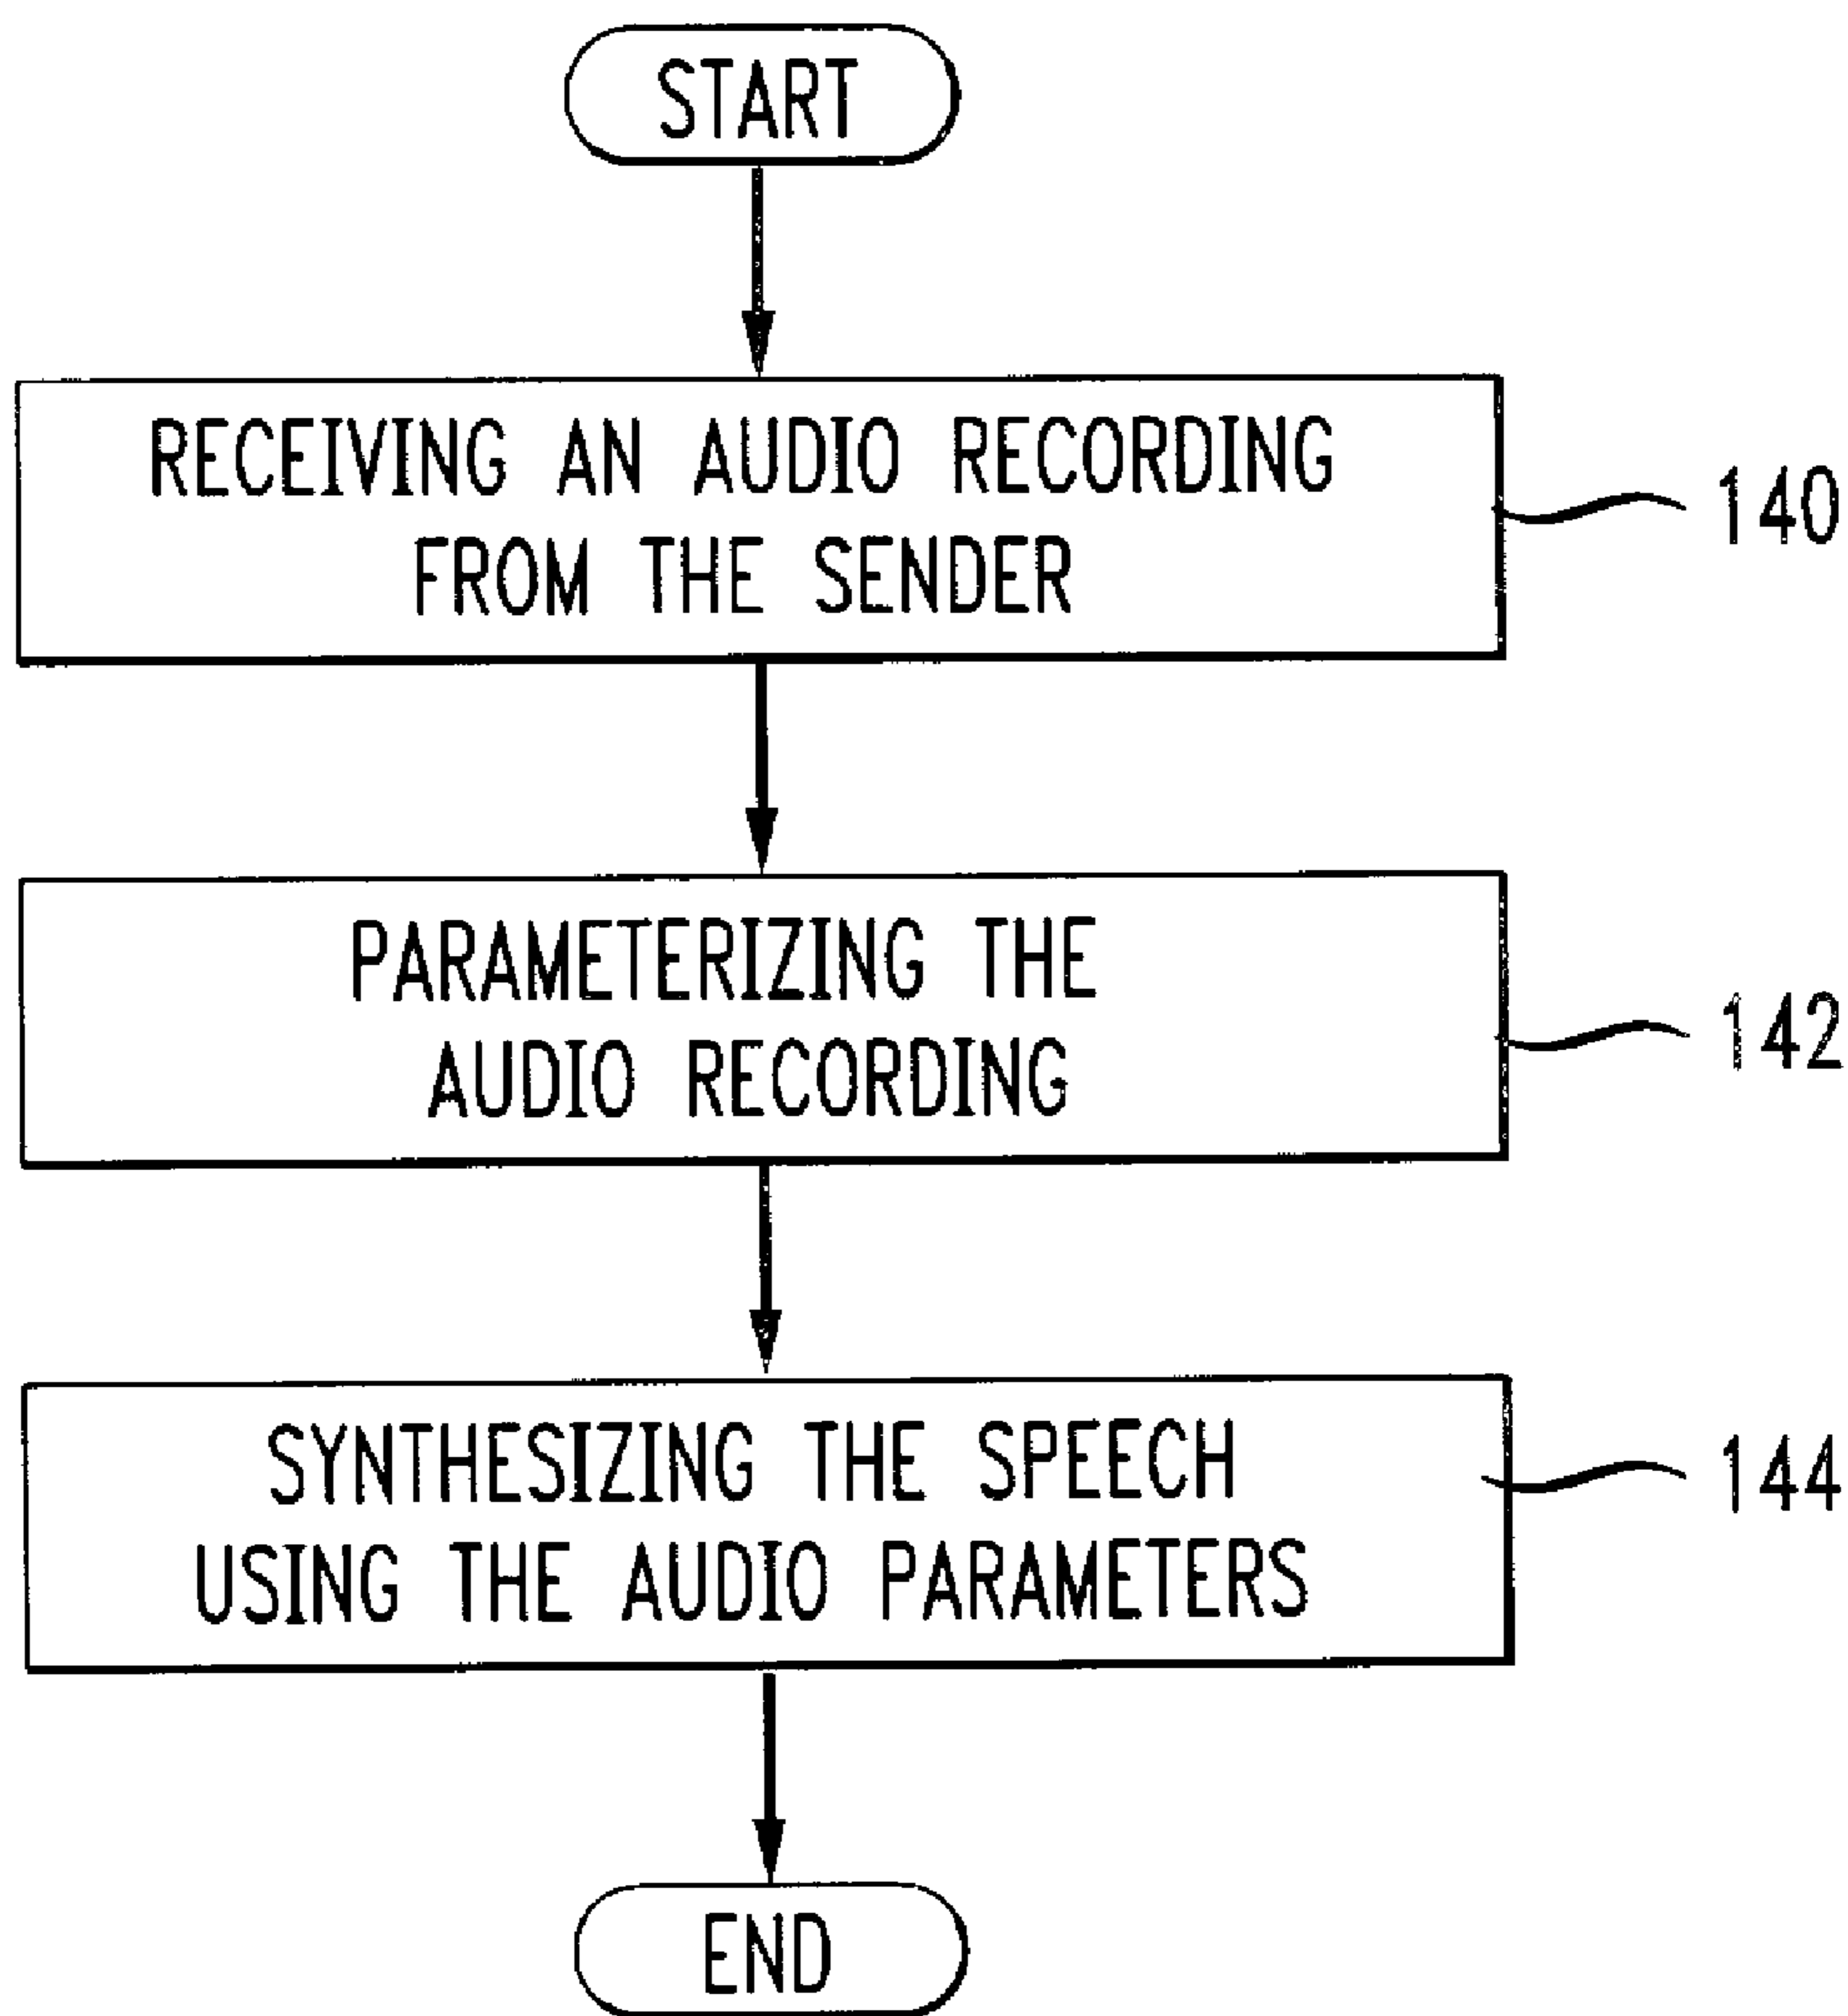 START
RECEIVING AN AUDIO RECORDING
FROM THE SENDER
140
PARAMETERIZING THE
AUDIO RECORDING
142
SYNTHESIZING THE SPEECH
USING THE AUDIO PARAMETERS
144
END